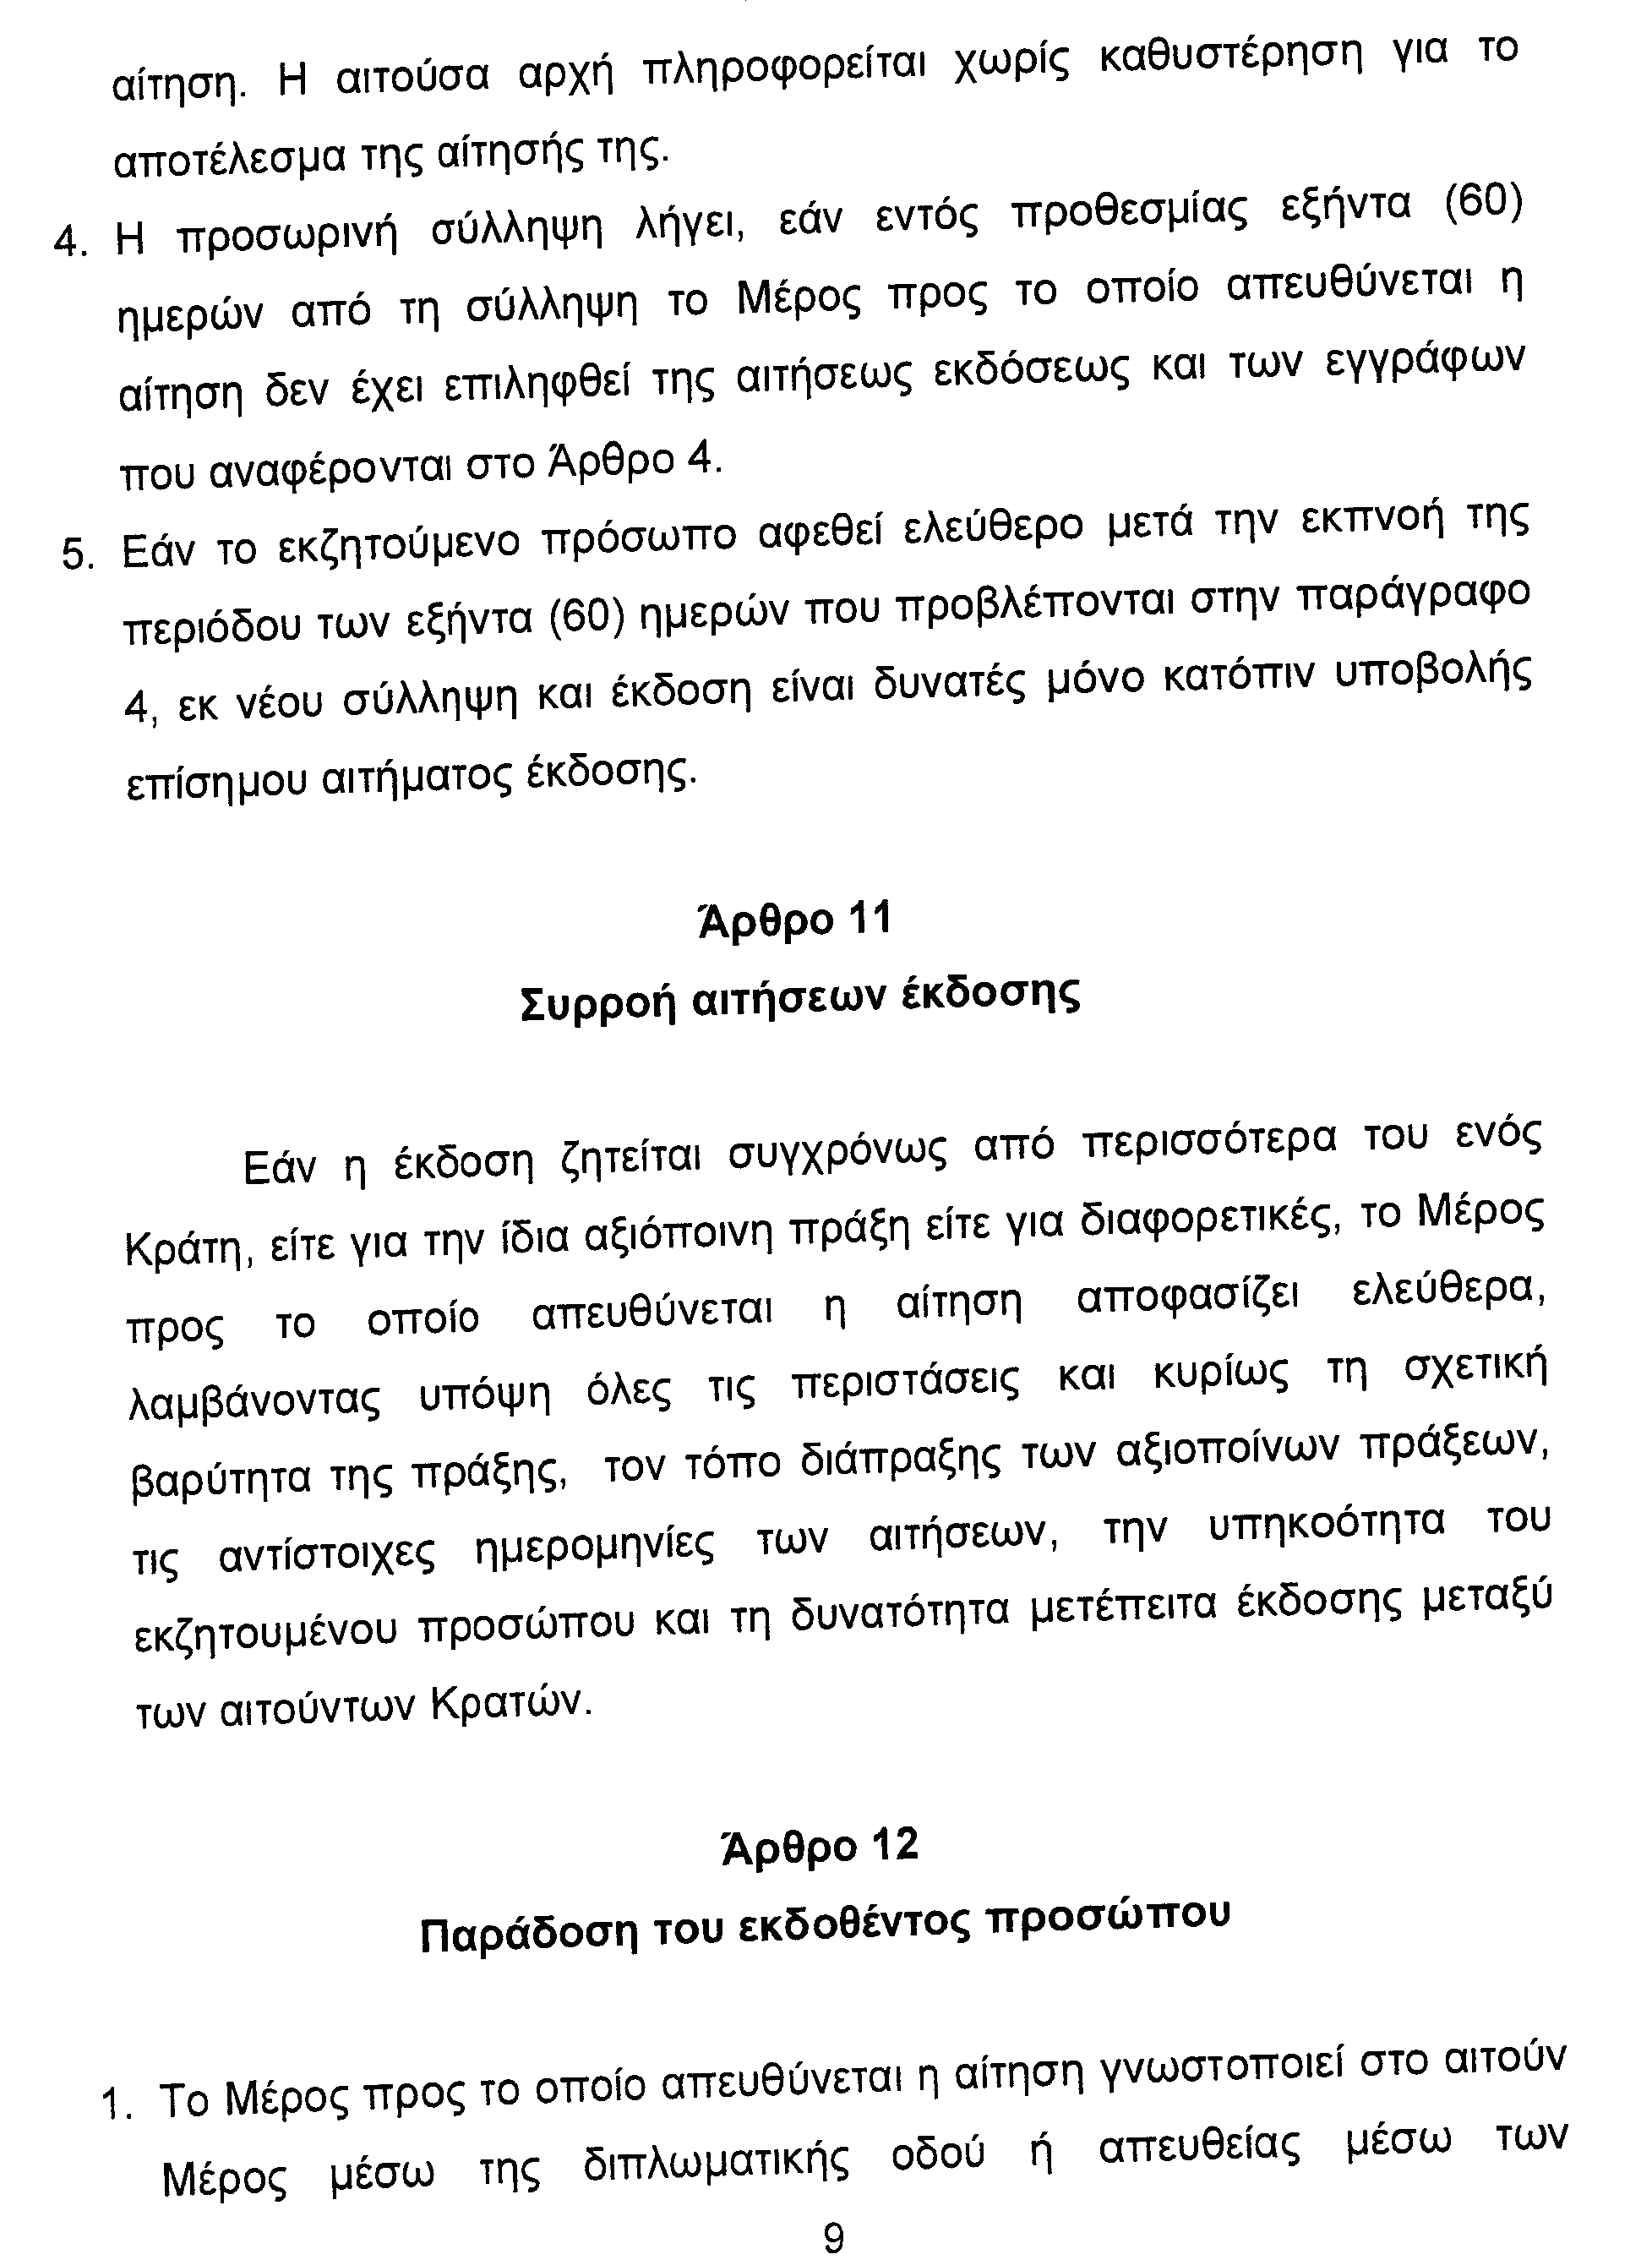 αίτηση. Η αιτούσα αρχή πληροφορείται χωρίς καθυστέρηση για το
αποτέλεσμα της αίτησής της.
4. Η προσωρινή σύλληψη λήγει, εάν εντός προθεσμίας εξήντα (60)
ημερών από τη σύλληψη το Μέρος προς το οποίο απευθύνεται η
αίτηση δεν έχει επιληφθεί της αιτήσεως εκδόσεως και των εγγράφων
που αναφέρονται στο Άρθρο 4.
5. Εάν το εκζητούμενο πρόσωπο αφεθεί ελεύθερο μετά την εκπνοή της
περιόδου των εξήντα (60) ημερών που προβλέπονται στην παράγραφο
4, εκ νέου σύλληψη και έκδοση είναι δυνατές μόνο κατόπιν υποβολής
επίσημου αιτήματος έκδοσης.
Άρθρο 11
Συρροή αιτήσεων έκδοσης
Εάν η έκδοση ζητείται συγχρόνως από περισσότερα του ενός
Κράτη, είτε για την ίδια αξιόποινη πράξη είτε για διαφορετικές, το Μέρος
προς το οποίο απευθύνεται η αίτηση αποφασίζει ελεύθερα,
λαμβάνοντας υπόψη όλες τις περιστάσεις και κυρίως τη σχετική
βαρύτητα της πράξης, τον τόπο διάπραξης των αξιοποίνων πράξεων,
τις αντίστοιχες ημερομηνίες των αιτήσεων, την υπηκοότητα του
εκζητουμένου προσώπου και τη δυνατότητα μετέπειτα έκδοσης μεταξύ
των αιτούντων Κρατών.
Άρθρο 12
Παράδοση του εκδοθέντος προσώπου
1. Το Μέρος προς το οποίο απευθύνεται η αίτηση γνωστοποιεί στο αιτούν
Μέρος μέσω της διπλωματικής οδού ή απευθείας μέσω των
9